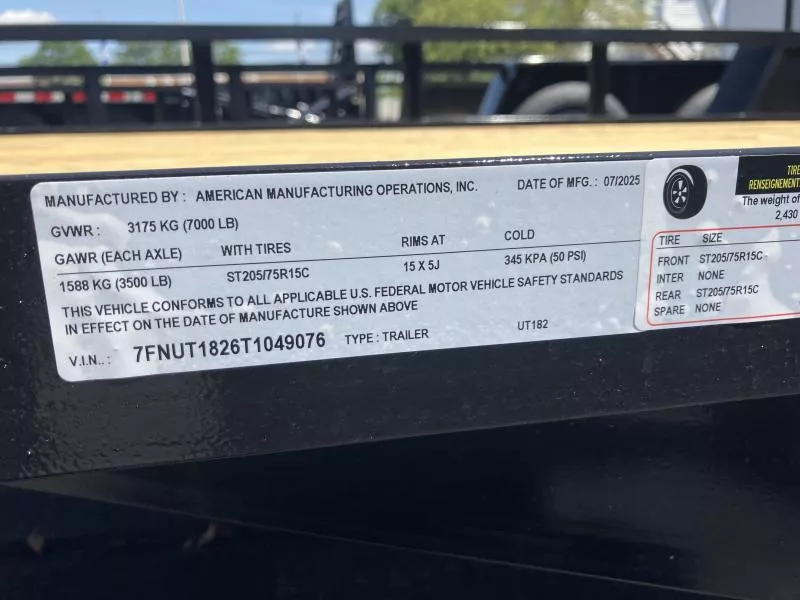 MANUFACTURED BY : AMERICAN MANUFACTURING OPERATIONS, INC. DATE OF MFG. : 07/2025
GVWR : 3175 KG (7000 LB)
GAWR (EACH AXLE) WITH TIRES RIMS AT COLD
1588 KG (3500 LB) ST205/75R15C 15 X 5J 345 KPA (50 PSI)
THIS VEHICLE CONFORMS TO ALL APPLICABLE U.S. FEDERAL MOTOR VEHICLE SAFETY STANDARDS
IN EFFECT ON THE DATE OF MANUFACTURE SHOWN ABOVE
V.I.N.. : 7FNUT1826T1049076 TYPE : TRAILER UT182
TIRE
RENSEIGNEMENTS
The weight of
2,430
TIRE SIZE
FRONT ST205/75R15C
INTER NONE
REAR ST205/75R15C
SPARE NONE